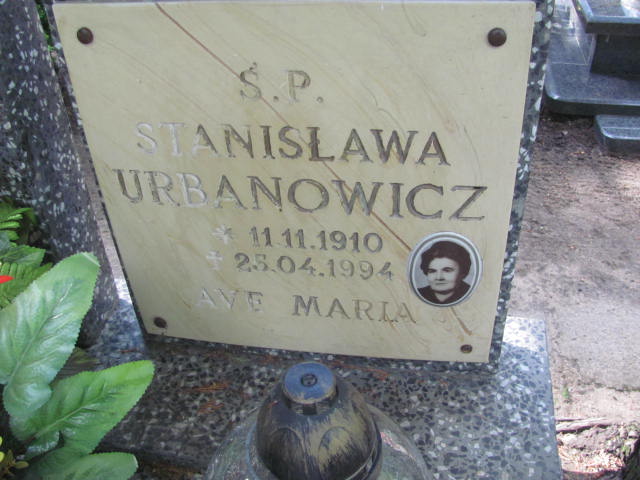 Ś.P.
STANISŁAWA
URBANOWICZ
* 11.11.1910
✝ 25.04.1994
AVE MARIA